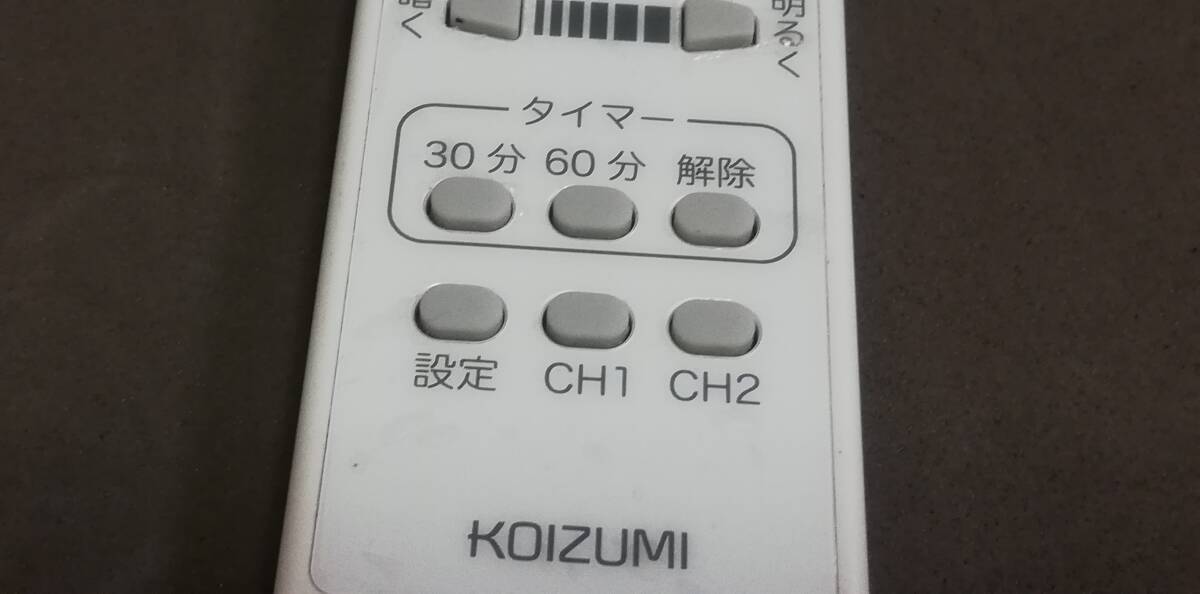 暗く
明るく
タイマー
30分 60分 解除
設定 CH1 CH2
KOIZUMI